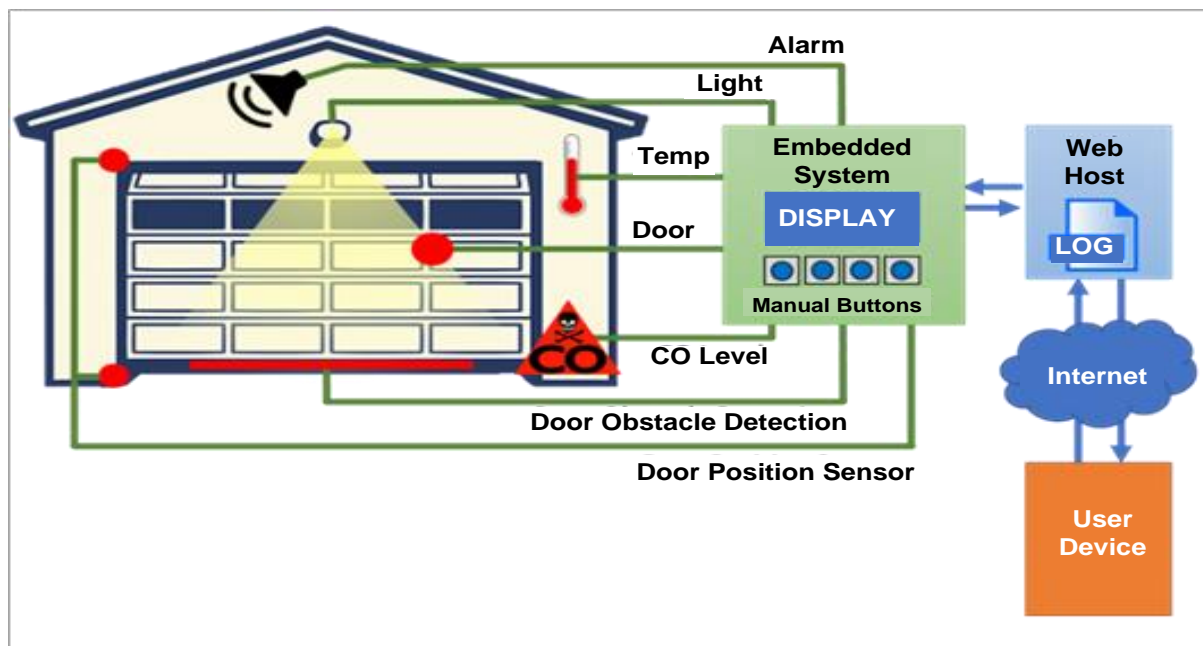 Alarm
Light
Temp
Door
CO Level
Door Obstacle Detection
Door Position Sensor
CO
Embedded
System
DISPLAY
Manual Buttons
Web
Host
LOG
Internet
User
Device